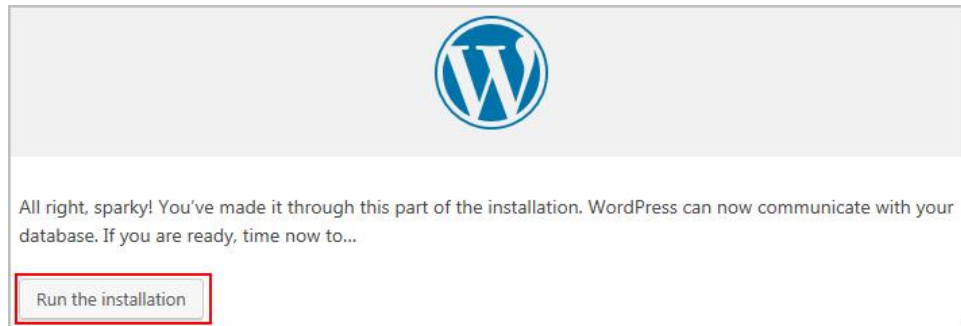 All right, sparky! You've made it through this part of the installation. WordPress can now communicate with your
database. If you are ready, time now to...
Run the installation